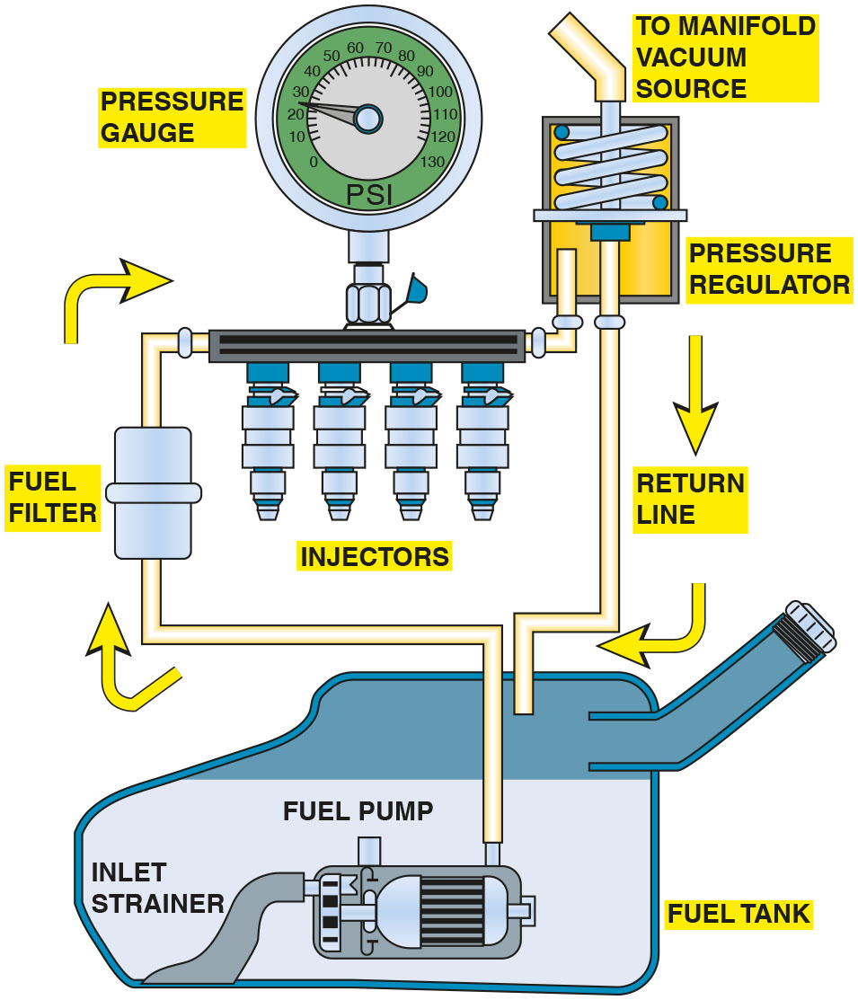 TO MANIFOLD
VACUUM
SOURCE
PRESSURE
GAUGE
0
10
20
30
40
50
60
70
80
90
100
110
120
130
PSI
PRESSURE
REGULATOR
FUEL
FILTER
INJECTORS
RETURN
LINE
FUEL PUMP
INLET
STRAINER
FUEL TANK